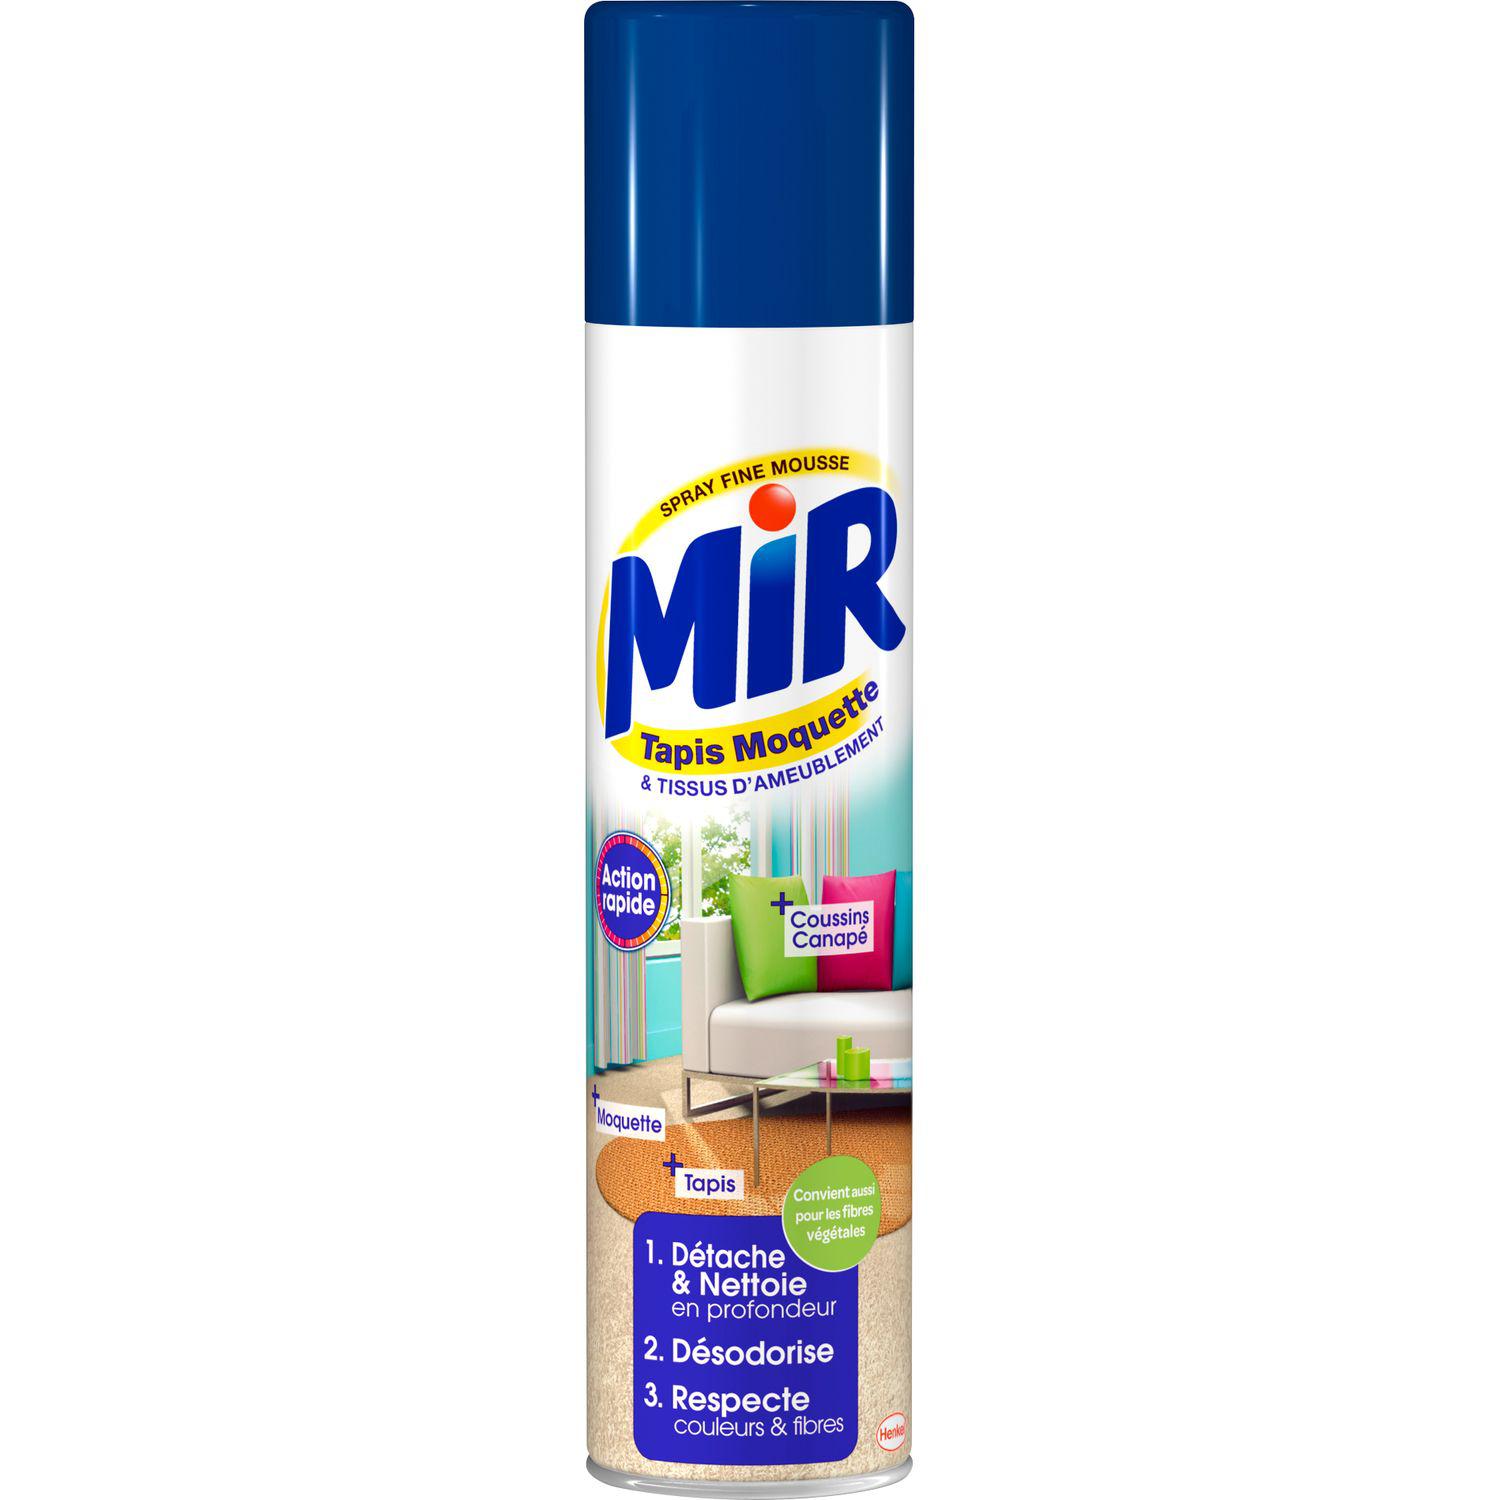 SPRAY FINE MOUSSE
MiR
Tapis Moquette
& TISSUS D'AMEUBLEMENT
Action
rapide
+
Coussins
Canapé
+
Moquette
+
Tapis
Convient aussi
pour les fibres
végétales
1. Détache
& Nettoie
en profondeur
2. Désodorise
3. Respecte
couleurs & fibres
Henkel